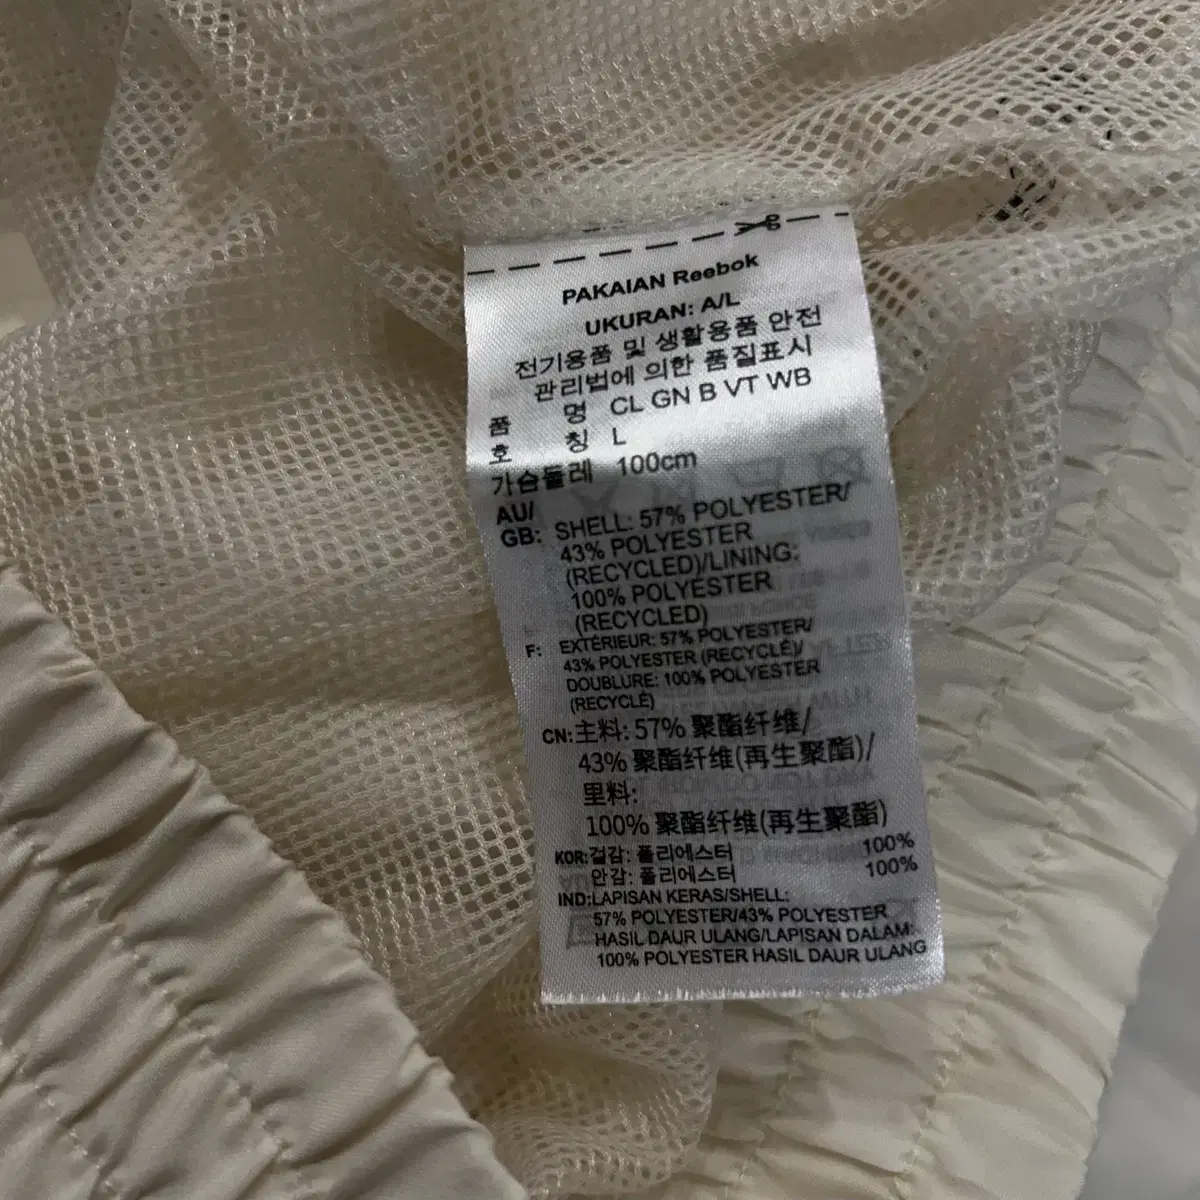 PAKAIAN Reebok
UKURAN: A/L
전기용품 및 생활용품 안전
관리법에 의한 품질표시
품 명 CL GN B VT WB
호 칭 L
가슴둘레 100cm
AU/
GB: SHELL: 57% POLYESTER/
43% POLYESTER
(RECYCLED)/LINING:
100% POLYESTER
(RECYCLED)
F: EXTÉRIEUR: 57% POLYESTER/
43% POLYESTER (RECYCLÉ)/
DOUBLURE: 100% POLYESTER
(RECYCLÉ)
CN:主料: 57% 聚酯纤维/
43% 聚酯纤维(再生聚酯)/
里料:
100% 聚酯纤维(再生聚酯)
KOR:겉감: 폴리에스터 100%
안감: 폴리에스터 100%
IND:LAPISAN KERAS/SHELL:
57% POLYESTER/43% POLYESTER
HASIL DAUR ULANG/LAPISAN DALAM:
100% POLYESTER HASIL DAUR ULANG